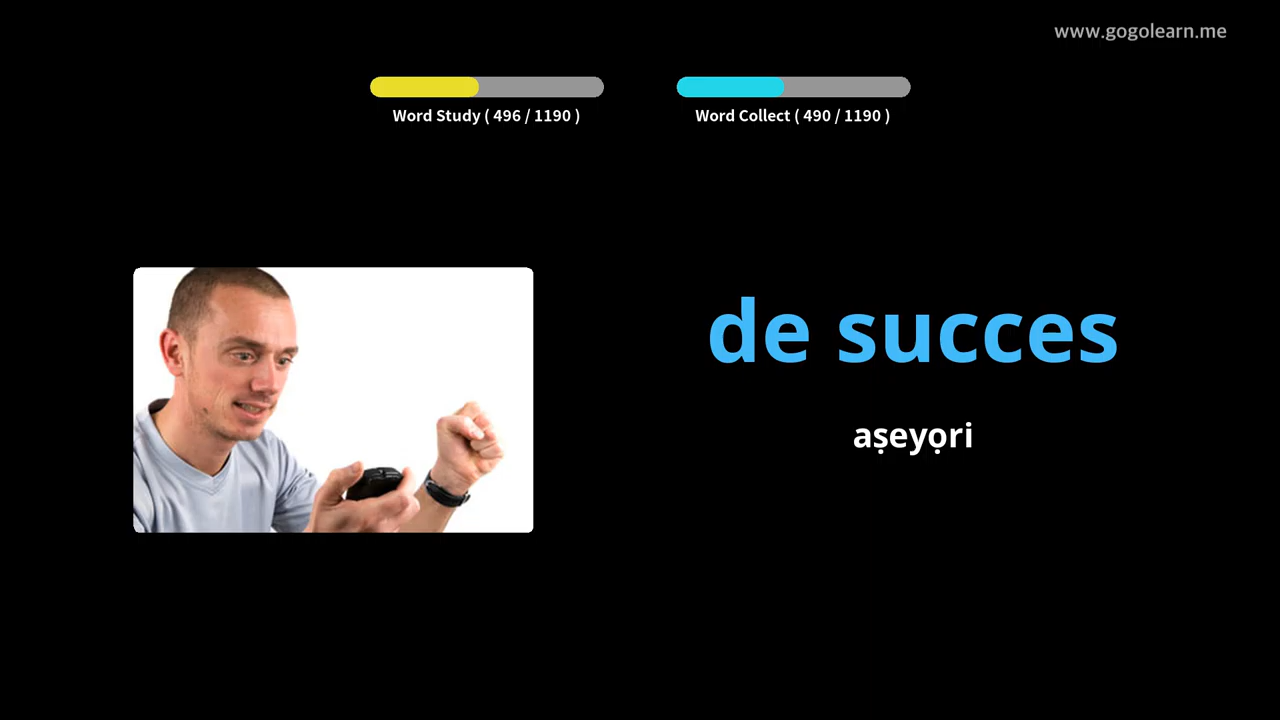 www.gogolearn.me
Word Study ( 496 / 1190 )
Word Collect ( 490 / 1190 )
de succes
aṣeyọri